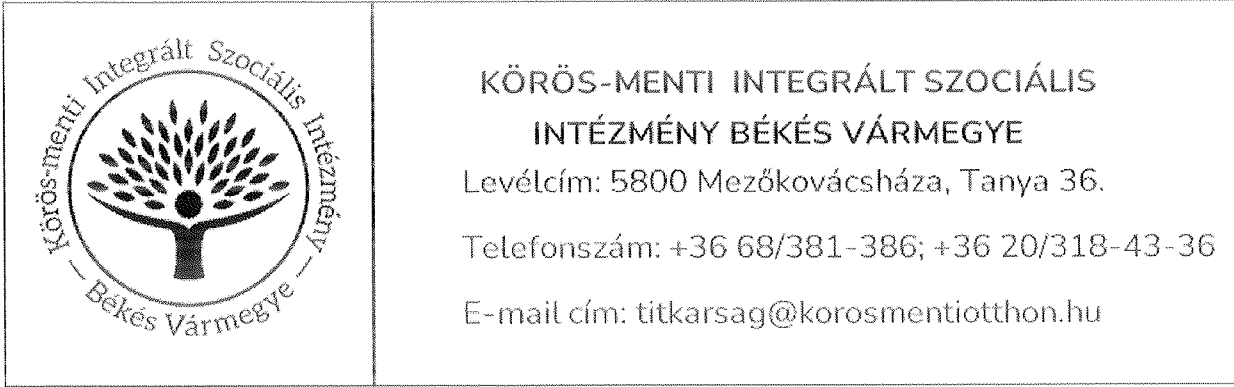 Körös-menti Integrált Szociális Intézmény
— Békés Vármegye —
KÖRÖS-MENTI INTEGRÁLT SZOCIÁLIS
INTÉZMÉNY BÉKÉS VÁRMEGYE
Levélcím: 5800 Mezőkovácsháza, Tanya 36.
Telefonszám: +36 68/381-386; +36 20/318-43-36
E-mail cím: titkarsag@korosmentiotthon.hu